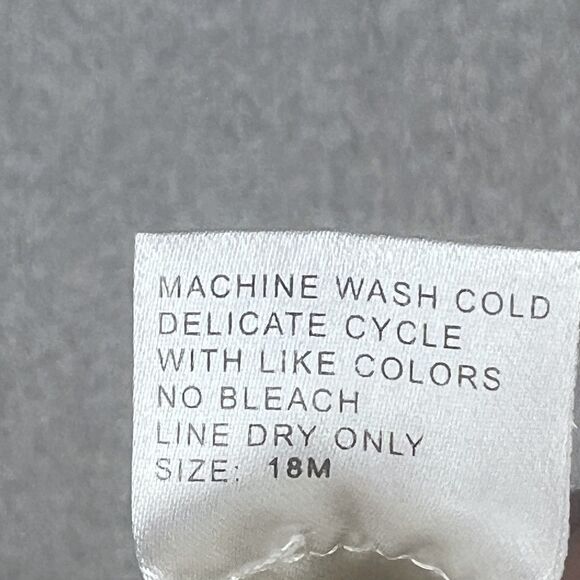 MACHINE WASH COLD
DELICATE CYCLE
WITH LIKE COLORS
NO BLEACH
LINE DRY ONLY
SIZE: 18M